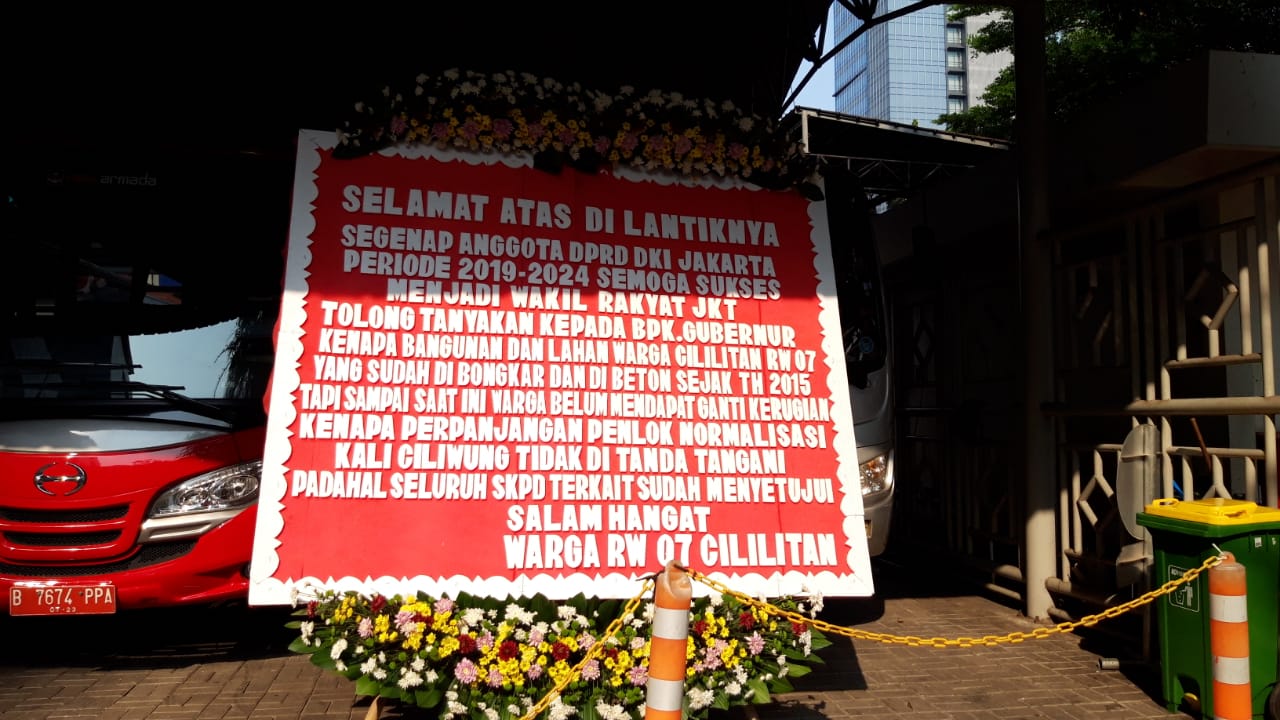 armada
SELAMAT ATAS DI LANTIKNYA
SEGENAP ANGGOTA DPRD DKI JAKARTA
PERIODE 2019-2024 SEMOGA SUKSES
MENJADI WAKIL RAKYAT JKT
TOLONG TANYAKAN KEPADA BPK.GUBERNUR
KENAPA BANGUNAN DAN LAHAN WARGA CILILITAN RW 07
YANG SUDAH DI BONGKAR DAN DI BETON SEJAK TH 2015
TAPI SAMPAI SAAT INI WARGA BELUM MENDAPAT GANTI KERUGIAN
KENAPA PERPANJANGAN PENLOK NORMALISASI
KALI CILIWUNG TIDAK DI TANDA TANGANI
PADAHAL SELURUH SKPD TERKAIT SUDAH MENYETUJUI
SALAM HANGAT
WARGA RW 07 CILILITAN
B 7674 PPA